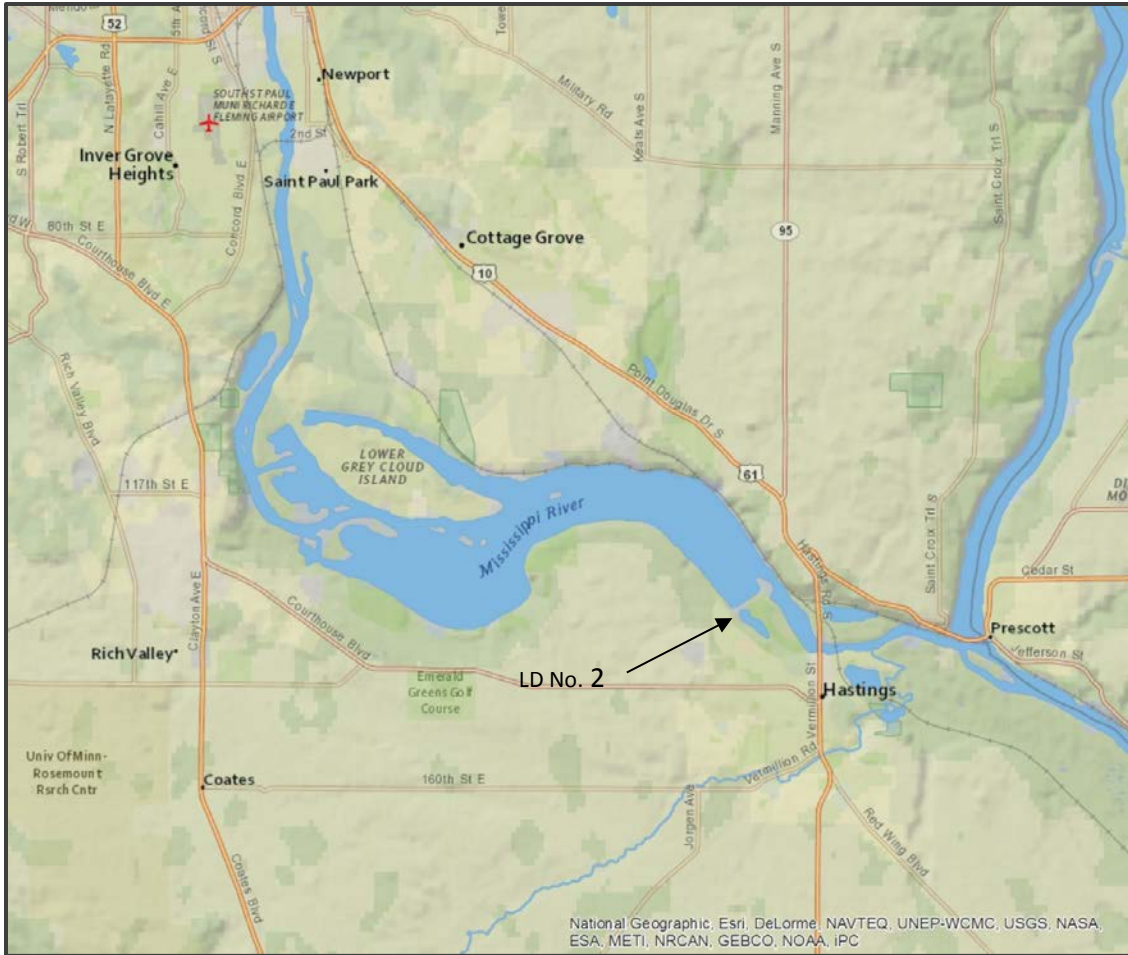 52
5th A
St S
Towe
N Lafayette Rd
Cahill Ave E
S Robert Trl
Newport
SOUTH ST PAUL
MUNI RICHARD E
FLEMING AIRPORT
2nd St
Military Rd
Keats Ave S
Manning Ave S
Saint Croix Trl S
Inver Grove
Heights
Saint Paul Park
Concord Blvd E
80th St E
Courthouse Blvd E
Cottage Grove
10
95
Rich Valley Blvd
Point Douglas Dr S
LOWER
GREY CLOUD
ISLAND
61
117th St E
Mississippi River
Saint Croix Trl S
Hastings Rd S
Cedar St
Clayton Ave E
Courthouse Blvd
Prescott
Jefferson St
Rich Valley
LD No. 2
Emerald
Greens Golf
Course
Vermillion St
Hastings
Univ Of Minn-
Rosemount
Rsrch Cntr
Coates
160th St E
Vermillion Rd
Jorgen Ave
Red Wing Blvd
Coates Blvd
National Geographic, Esri, DeLorme, NAVTEQ, UNEP-WCMC, USGS, NASA,
ESA, METI, NRCAN, GEBCO, NOAA, iPC